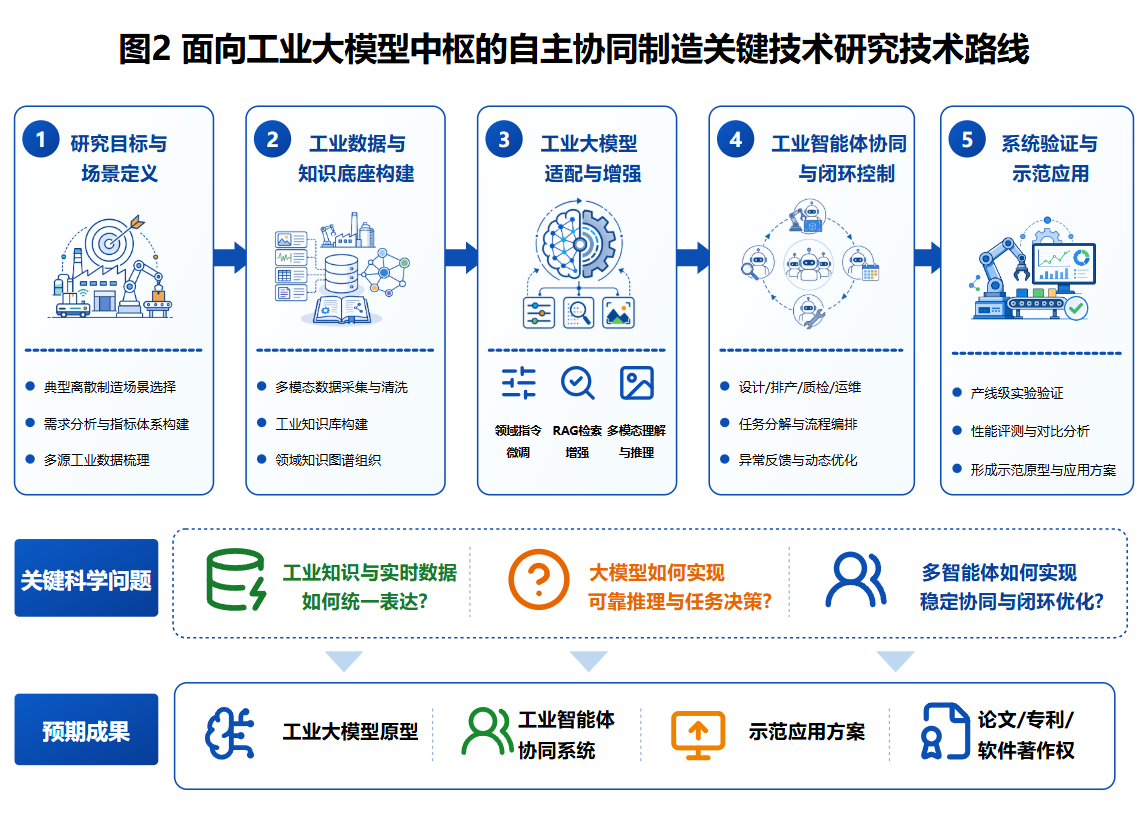 图2 面向工业大模型中枢的自主协同制造关键技术研究技术路线
1
研究目标与
场景定义
典型离散制造场景选择
需求分析与指标体系构建
多源工业数据梳理
2
工业数据与
知识底座构建
多模态数据采集与清洗
工业知识库构建
领域知识图谱组织
3
工业大模型
适配与增强
领域指令
微调
RAG检索
增强
多模态理解
与推理
4
工业智能体协同
与闭环控制
设计/排产/质检/运维
任务分解与流程编排
异常反馈与动态优化
5
系统验证与
示范应用
产线级实验验证
性能评测与对比分析
形成示范原型与应用方案
关键科学问题
工业知识与实时数据
如何统一表达?
大模型如何实现
可靠推理与任务决策?
多智能体如何实现
稳定协同与闭环优化?
预期成果
工业大模型原型
工业智能体
协同系统
示范应用方案
论文/专利/
软件著作权